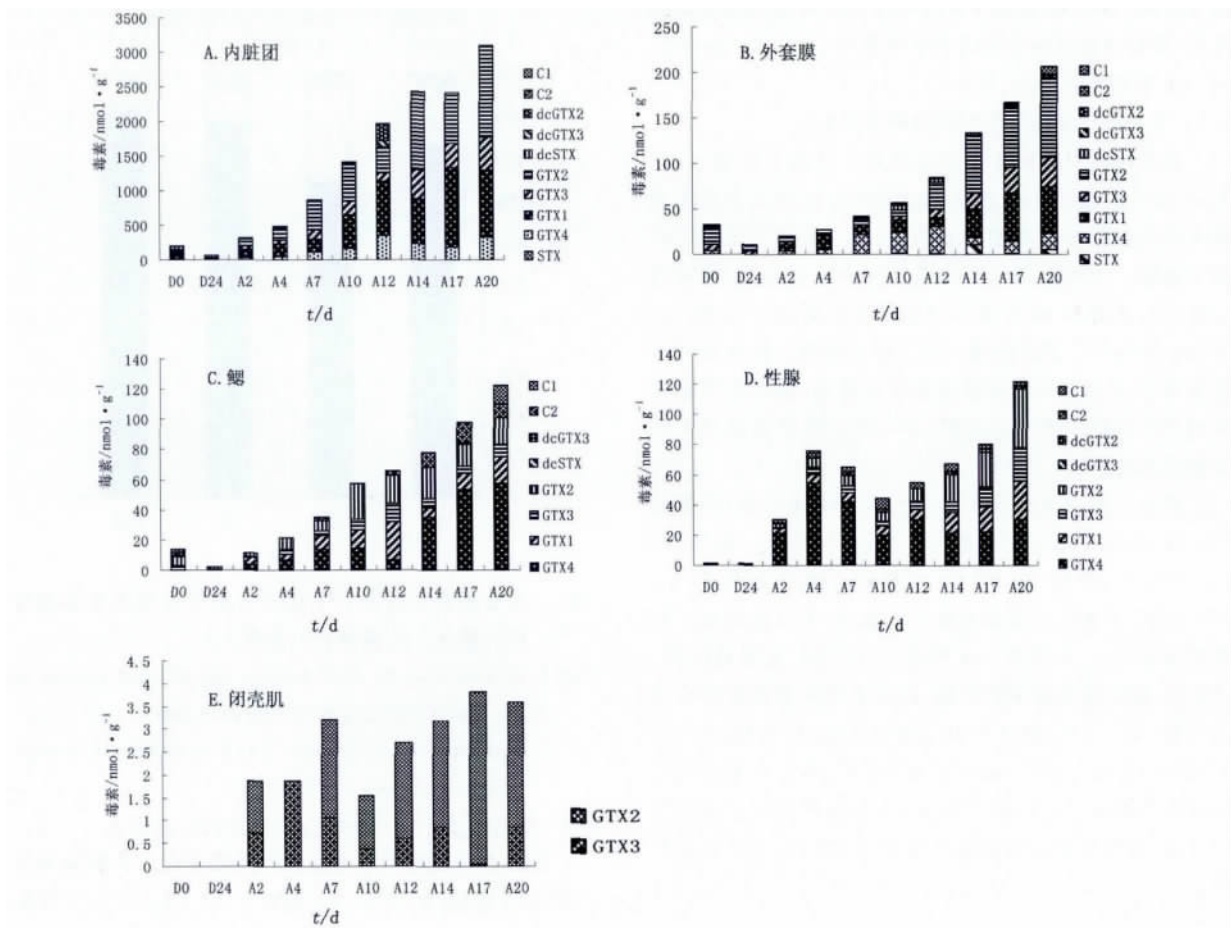 A.内脏团
毒素/nmol·g⁻¹
3500
3000
2500
2000
1500
1000
500
0
D0 D24 A2 A4 A7 A10 A12 A14 A17 A20
t/d
C1
C2
dcGTX2
dcGTX3
dcSTX
GTX2
GTX3
GTX1
GTX4
STX
B.外套膜
毒素/nmol·g⁻¹
250
200
150
100
50
0
D0 D24 A2 A4 A7 A10 A12 A14 A17 A20
t/d
C1
C2
dcGTX2
dcGTX3
dcSTX
GTX2
GTX3
GTX1
GTX4
STX
C.鳃
毒素/nmol·g⁻¹
140
120
100
80
60
40
20
0
D0 D24 A2 A4 A7 A10 A12 A14 A17 A20
t/d
C1
C2
dcGTX3
dcSTX
GTX2
GTX3
GTX1
GTX4
D.性腺
毒素/nmol·g⁻¹
140
120
100
80
60
40
20
0
D0 D24 A2 A4 A7 A10 A12 A14 A17 A20
t/d
C1
C2
dcGTX2
dcGTX3
GTX2
GTX3
GTX1
GTX4
E.闭壳肌
毒素/nmol·g⁻¹
4.5
4
3.5
3
2.5
2
1.5
1
0.5
0
D0 D24 A2 A4 A7 A10 A12 A14 A17 A20
t/d
GTX2
GTX3